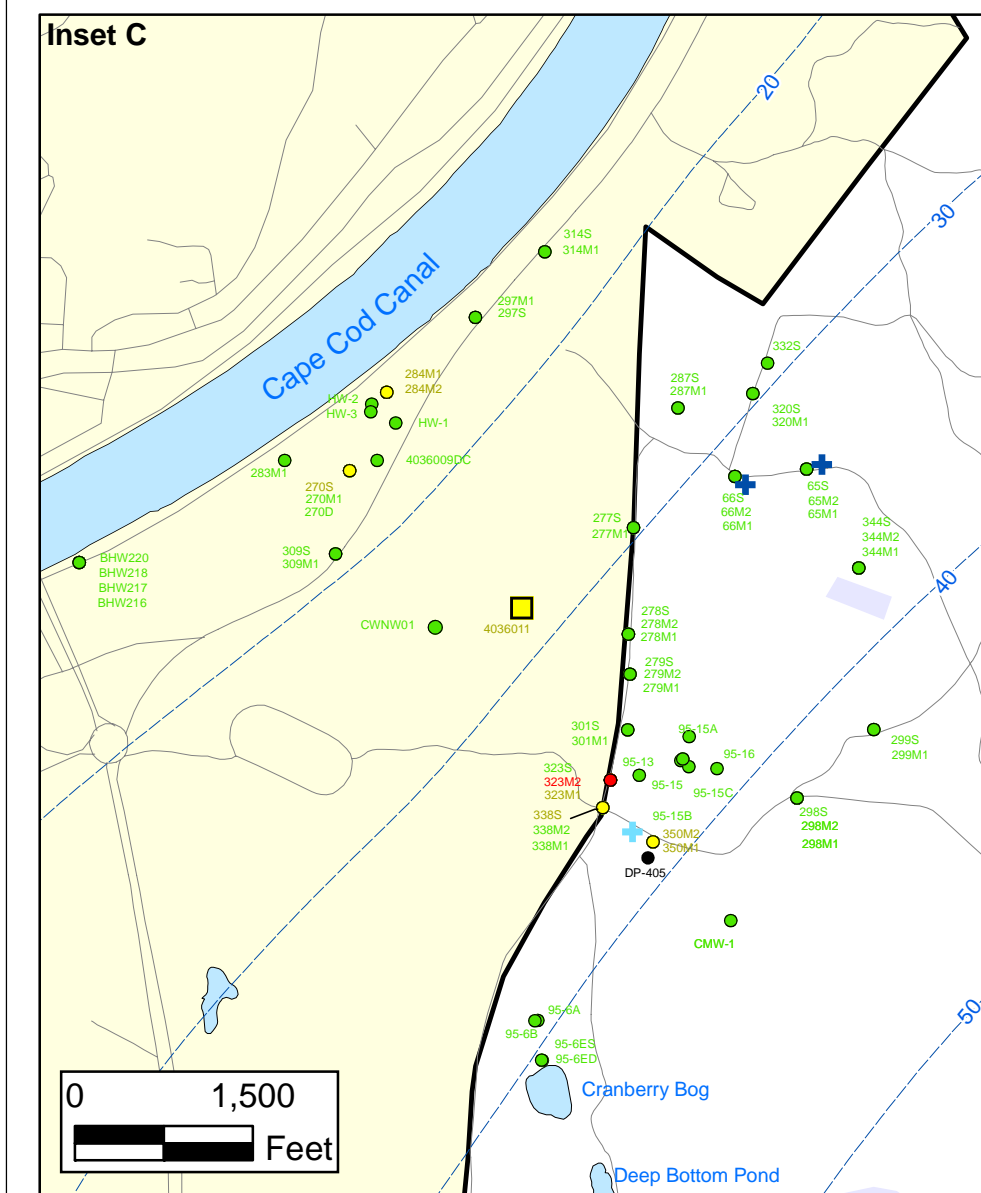 Inset C
20
30
314S
314M1
297M1
297S
Cape Cod Canal
332S
284M1
284M2
287S
287M1
HW-2
HW-3
320S
320M1
HW-1
283M1
4036009DC
270S
270M1
270D
66S
66M2
66M1
65S
65M2
65M1
277S
277M1
344S
344M2
344M1
309S
309M1
BHW220
BHW218
BHW217
BHW216
40
CWNW01
4036011
278S
278M2
278M1
279S
279M2
279M1
301S
301M1
95-15A
299S
299M1
323S
323M2
323M1
95-13
95-15
95-16
95-15C
338S
338M2
338M1
95-15B
298S
298M2
298M1
350M2
350M1
DP-405
CMW-1
50
95-6A
95-6B
95-6ES
95-6ED
Cranberry Bog
0 1,500
Feet
Deep Bottom Pond